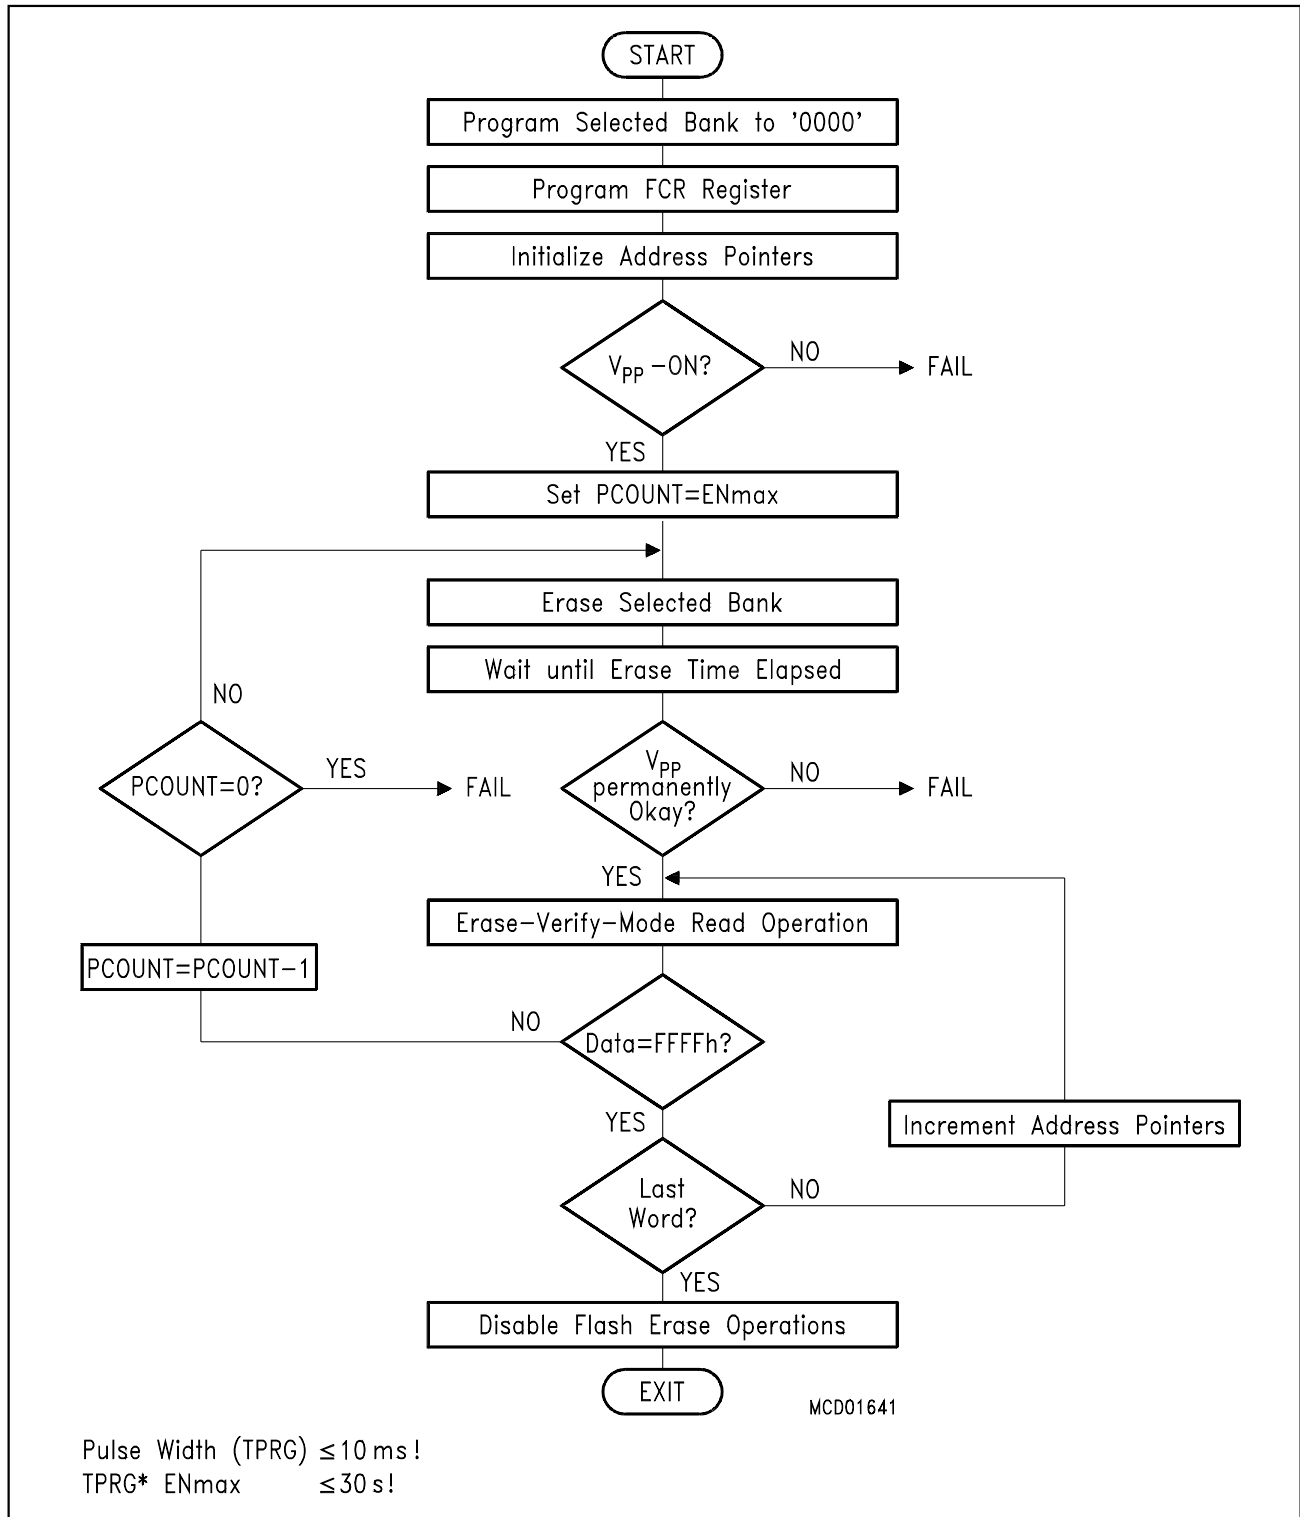 START
Program Selected Bank to '0000'
Program FCR Register
Initialize Address Pointers
VPP -ON?
NO
FAIL
YES
Set PCOUNT=ENmax
Erase Selected Bank
Wait until Erase Time Elapsed
NO
PCOUNT=0?
YES
FAIL
VPP
permanently
Okay?
NO
FAIL
YES
Erase-Verify-Mode Read Operation
PCOUNT=PCOUNT-1
NO
Data=FFFFh?
YES
Increment Address Pointers
Last
Word?
NO
YES
Disable Flash Erase Operations
EXIT
MCD01641
Pulse Width (TPRG) ≤10 ms!
TPRG* ENmax ≤30 s!